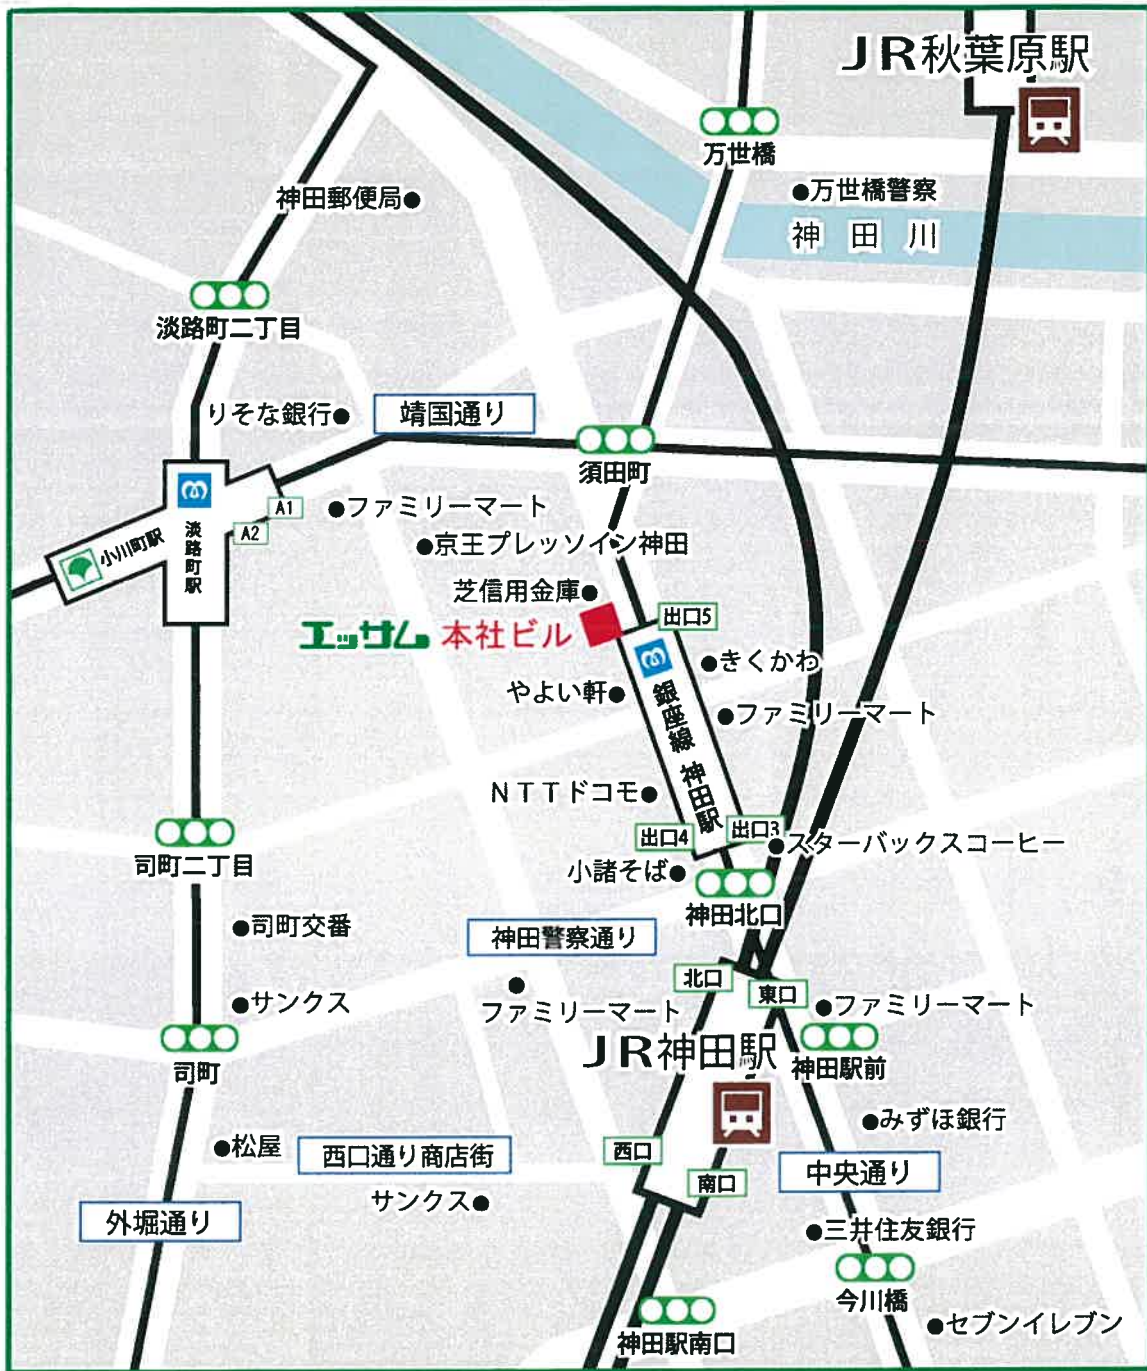 JR秋葉原駅
万世橋
●万世橋警察
神田郵便局●
神田川
淡路町二丁目
りそな銀行●
靖国通り
須田町
A1
●ファミリーマート
A2
小川町駅
淡路町駅
●京王プレッソイン神田
芝信用金庫●
出口5
エッサム 本社ビル
●きくかわ
やよい軒●
銀座線 神田駅
●ファミリーマート
NTTドコモ●
出口4
出口3
●スターバックスコーヒー
司町二丁目
小諸そば●
神田北口
●司町交番
神田警察通り
北口
東口
●サンクス
●
ファミリーマート
●ファミリーマート
JR神田駅
神田駅前
司町
●みずほ銀行
●松屋
西口通り商店街
西口
中央通り
南口
サンクス●
外堀通り
●三井住友銀行
今川橋
●セブンイレブン
神田駅南口